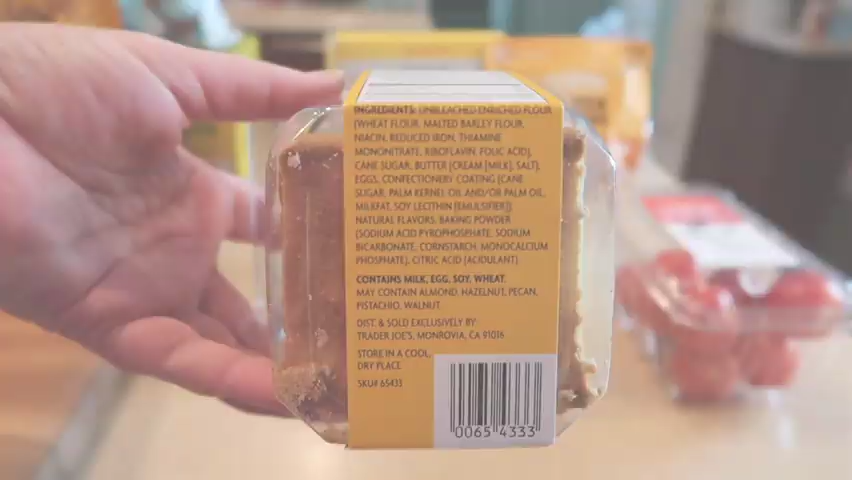 INGREDIENTS: UNBLEACHED ENRICHED FLOUR
(WHEAT FLOUR, MALTED BARLEY FLOUR,
NIACIN, REDUCED IRON, THIAMINE
MONONITRATE, RIBOFLAVIN, FOLIC ACID),
CANE SUGAR, BUTTER (CREAM [MILK], SALT),
EGGS, CONFECTIONERY COATING (CANE
SUGAR, PALM KERNEL OIL AND/OR PALM OIL,
MILKFAT, SOY LECITHIN [EMULSIFIER]),
NATURAL FLAVORS, BAKING POWDER
(SODIUM ACID PYROPHOSPHATE, SODIUM
BICARBONATE, CORNSTARCH, MONOCALCIUM
PHOSPHATE), CITRIC ACID (ACIDULANT).
CONTAINS MILK, EGG, SOY, WHEAT.
MAY CONTAIN ALMOND, HAZELNUT, PECAN,
PISTACHIO, WALNUT.
DIST. & SOLD EXCLUSIVELY BY:
TRADER JOE'S, MONROVIA, CA 91016
STORE IN A COOL,
DRY PLACE
SKU# 65433
0065 4333